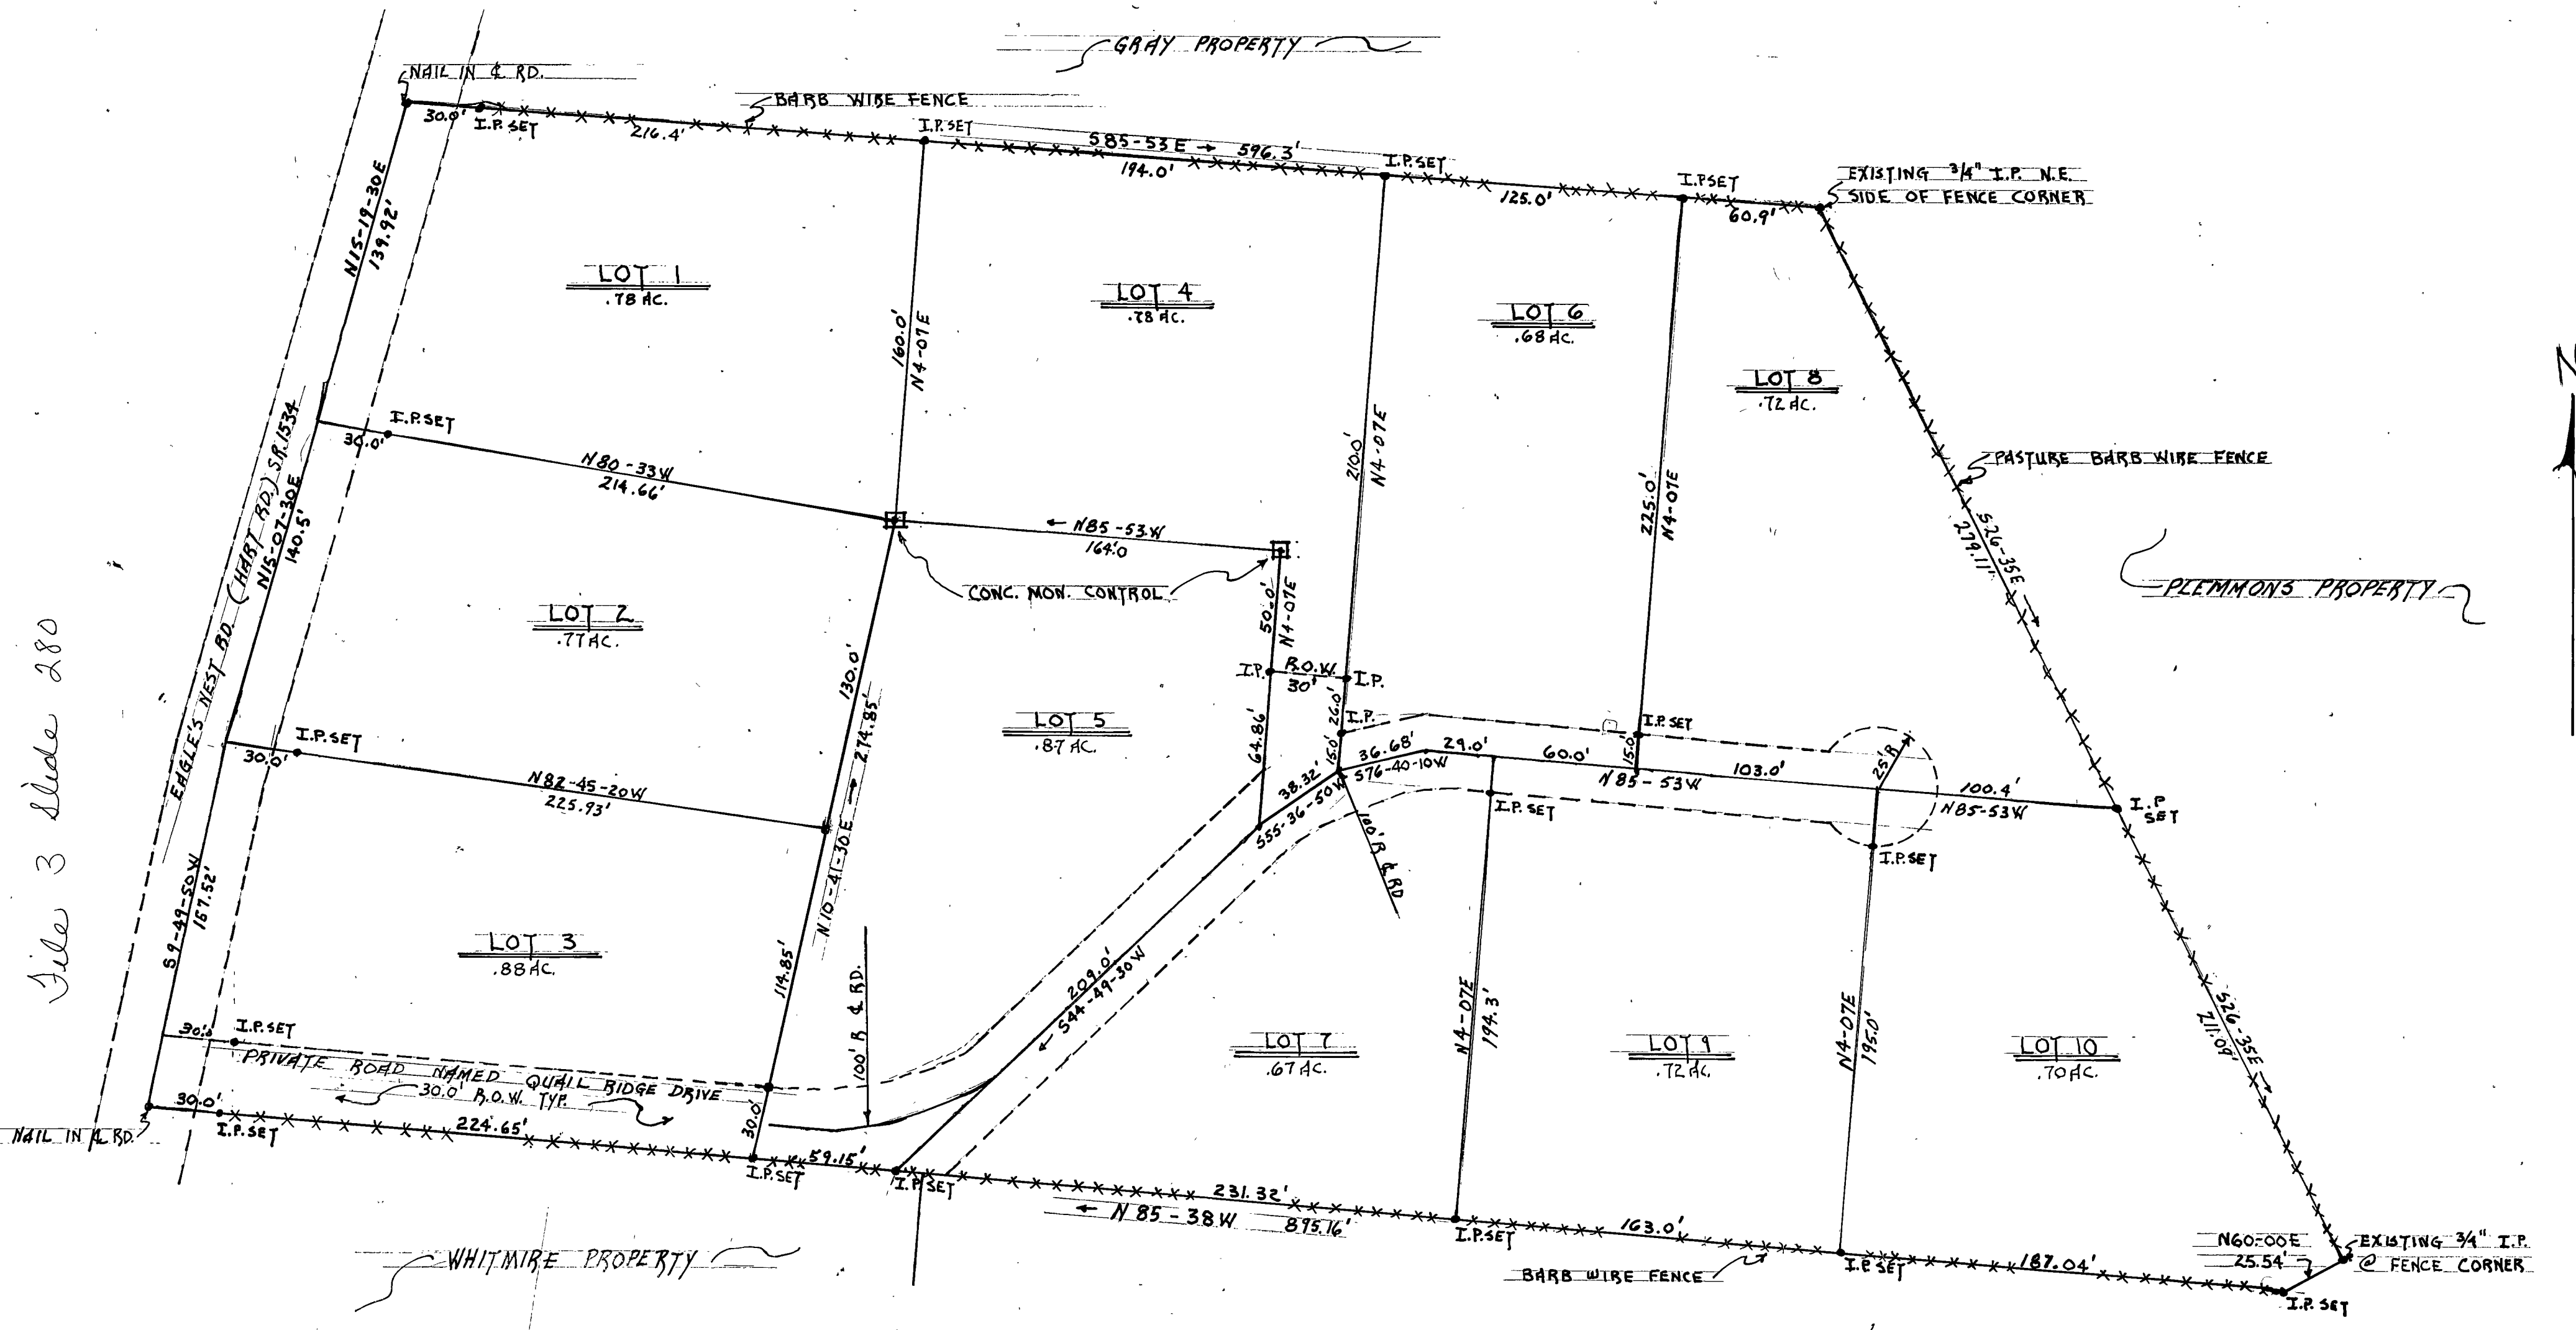 GRAY PROPERTY
NAIL IN ℄ RD.
BARB WIRE FENCE
30.0'
I.P. SET
216.4'
I.P. SET
S85-53E → 596.3'
194.0'
I.P. SET
125.0'
I.P SET
60.9'
EXISTING 3/4" I.P. N.E.
SIDE OF FENCE CORNER
N15-19-30E
139.92'
LOT 1
.78 AC.
160.0'
N4-07E
LOT 4
.78 AC.
LOT 6
.68 AC.
LOT 8
.72 AC.
N
30.0'
I.P. SET
N80-33W
214.66'
← N85-53W
164.0
CONC. MON. CONTROL
210.0'
N4-07E
225.0'
N4-07E
PASTURE BARB WIRE FENCE
S26-35E →
279.11'
PLEMMONS PROPERTY
EAGLE'S NEST RD. (HART RD.) SR.1534
N15-07-30E
140.5'
LOT 2
.77 AC.
130.0'
N10-41-30E → 274.85'
50.0'
N4-07E
I.P.
R.O.W.
30'
I.P.
LOT 5
.87 AC.
64.86'
26.0'
I.P.
15.0'
36.68'
S76-40-10W
29.0'
60.0'
15.0'
I.P. SET
N85-53W
103.0'
25'R
100.4'
N85-53W
I.P
SET
30.0'
I.P. SET
N82-45-20W
225.93'
38.32'
S55-36-50W
100'R ℄ RD
I.P. SET
I.P. SET
File 3 Slide 280
S9-49-50W
167.52'
LOT 3
.88 AC.
114.85'
100'R ℄ RD.
209.0'
S44-49-30W
←
LOT 7
.67 AC.
N4-07E
194.3'
LOT 9
.72 AC.
N4-07E
195.0'
LOT 10
.70 AC.
S26-35E →
211.09'
30.0
I.P. SET
PRIVATE ROAD NAMED QUAIL RIDGE DRIVE
30.0' R.O.W. TYP.
NAIL IN ℄ RD.
30.0'
I.P. SET
224.65'
30.0'
I.P. SET
59.15'
I.P. SET
231.32'
← N85-38W 895.16'
I.P. SET
163.0'
BARB WIRE FENCE
I.P. SET
187.04'
I.P. SET
N60-00E
25.54'
EXISTING 3/4" I.P.
@ FENCE CORNER
WHITMIRE PROPERTY